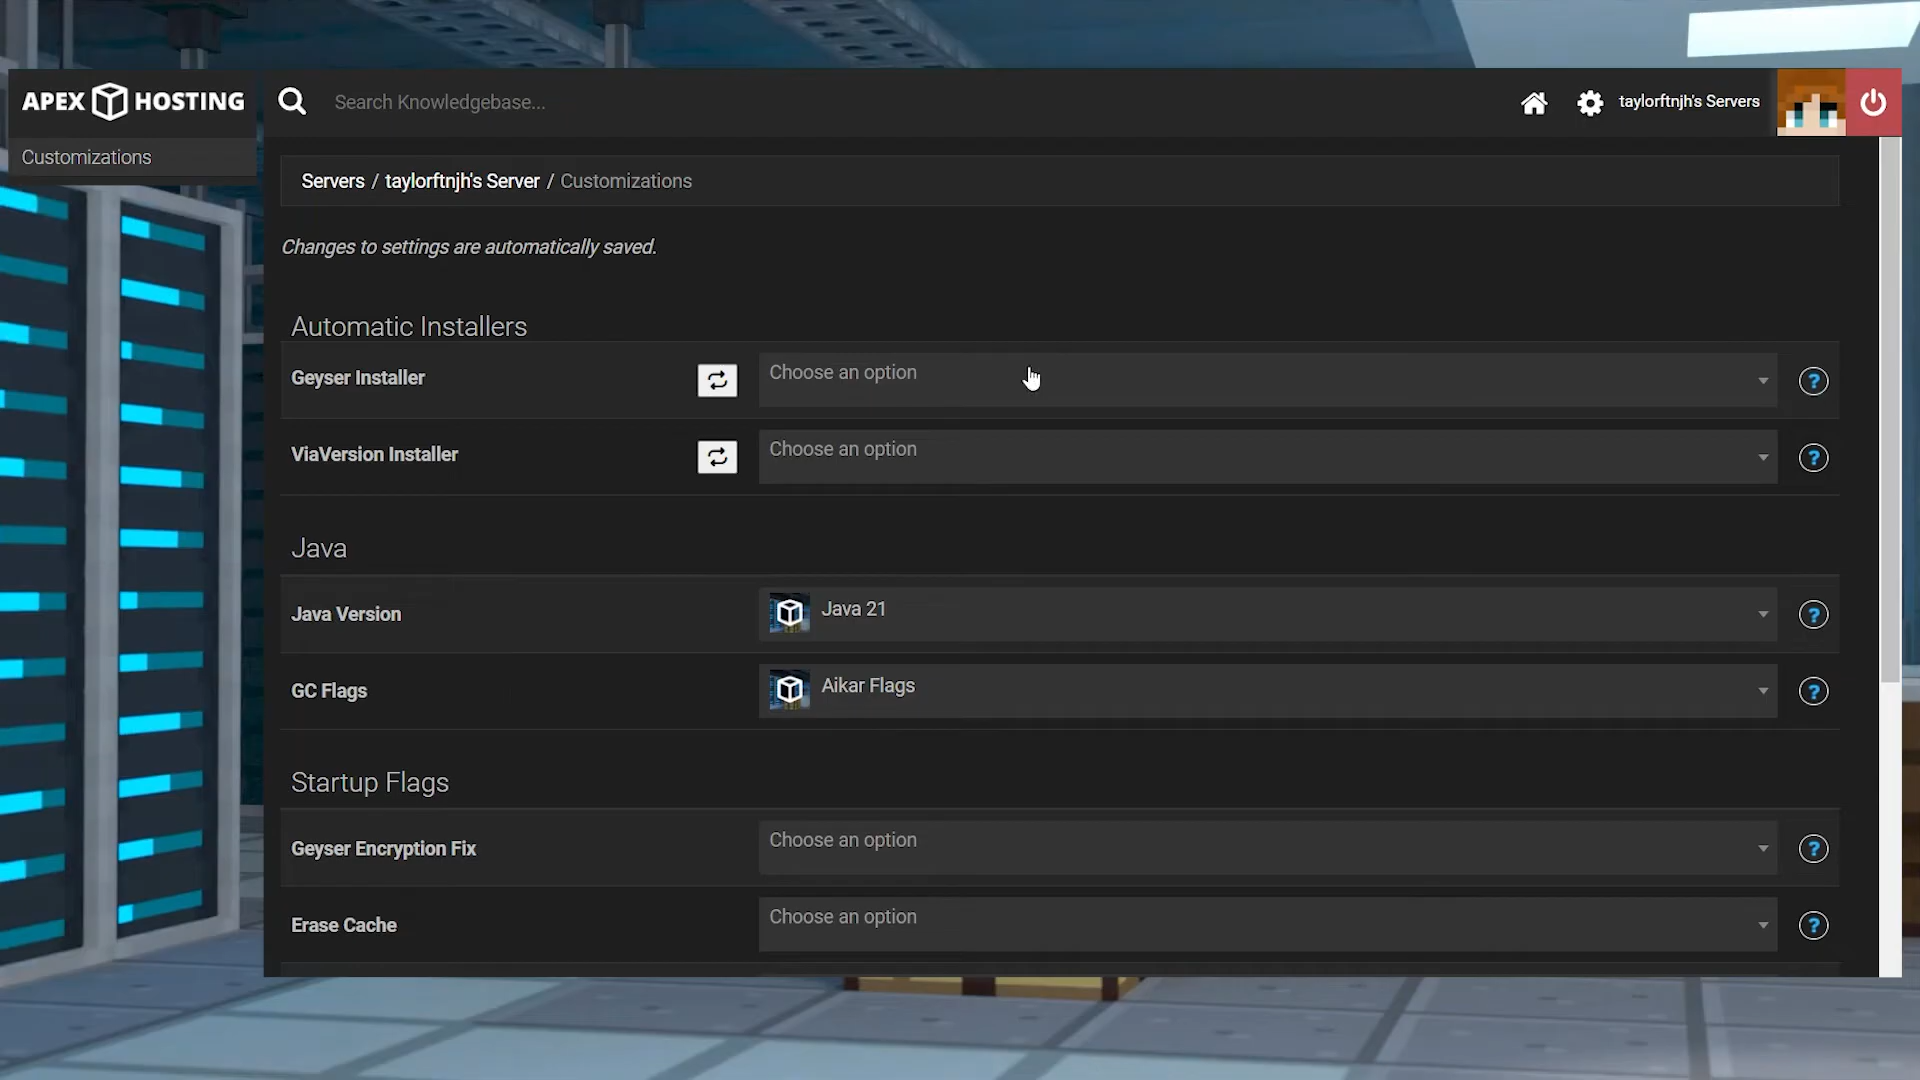 APEX HOSTING
Search Knowledgebase...
taylorftnjh's Servers
Customizations
Servers / taylorftnjh's Server / Customizations
Changes to settings are automatically saved.
Automatic Installers
Geyser Installer
Choose an option
?
ViaVersion Installer
Choose an option
?
Java
Java Version
Java 21
?
GC Flags
Aikar Flags
?
Startup Flags
Geyser Encryption Fix
Choose an option
?
Erase Cache
Choose an option
?